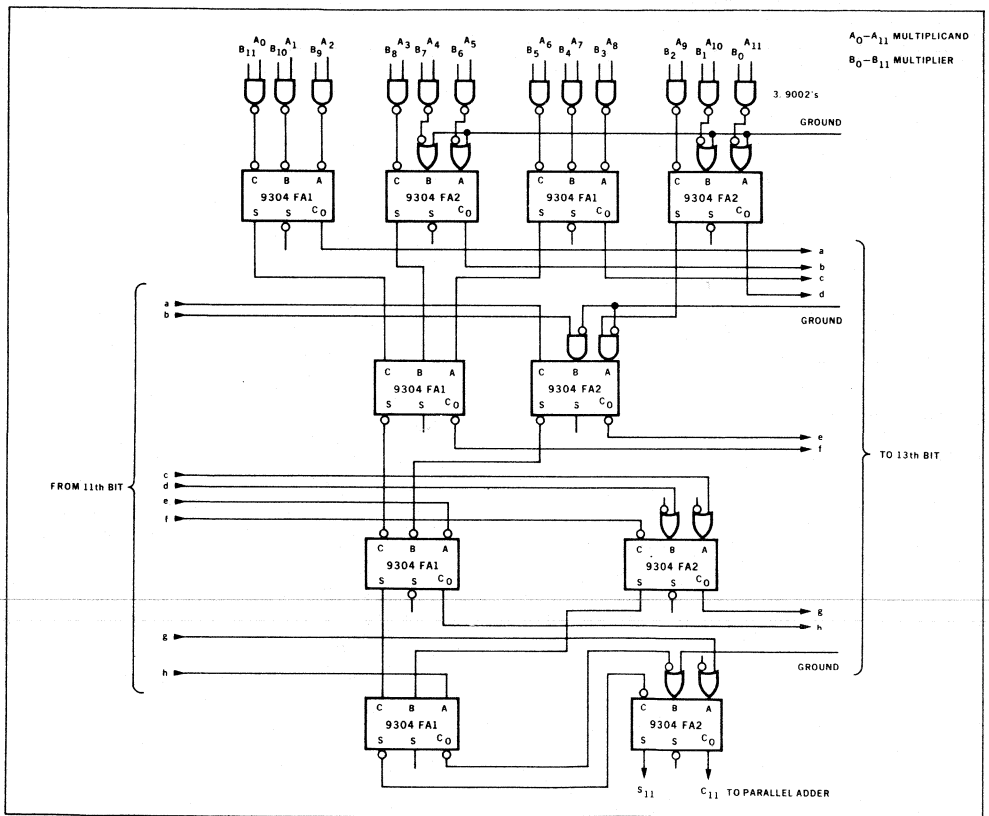 A0 A1 A2 A3 A4 A5 A6 A7 A8 A9 A10 A11
B11 B10 B9 B8 B7 B6 B5 B4 B3 B2 B1 B0
A0–A11 MULTIPLICAND
B0–B11 MULTIPLIER
3. 9002's
GROUND
C B A C B A C B A C B A
9304 FA1 9304 FA2 9304 FA1 9304 FA2
S S CO S S CO S S CO S S CO
a
b
c
d
a
b
GROUND
C B A C B A
9304 FA1 9304 FA2
S S CO S S CO
e
f
TO 13th BIT
FROM 11th BIT
c
d
e
f
C B A C B A
9304 FA1 9304 FA2
S S CO S S CO
g
h
g
GROUND
h
C B A C B A
9304 FA1 9304 FA2
S S CO S S CO
S11 C11 TO PARALLEL ADDER